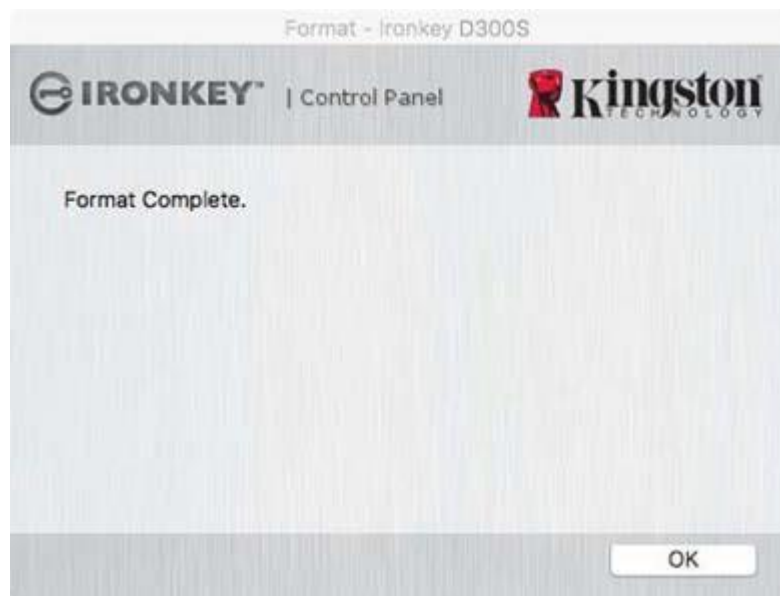 Format - Ironkey D300S
IRONKEY™ | Control Panel
Kingston
TECHNOLOGY
Format Complete.
OK